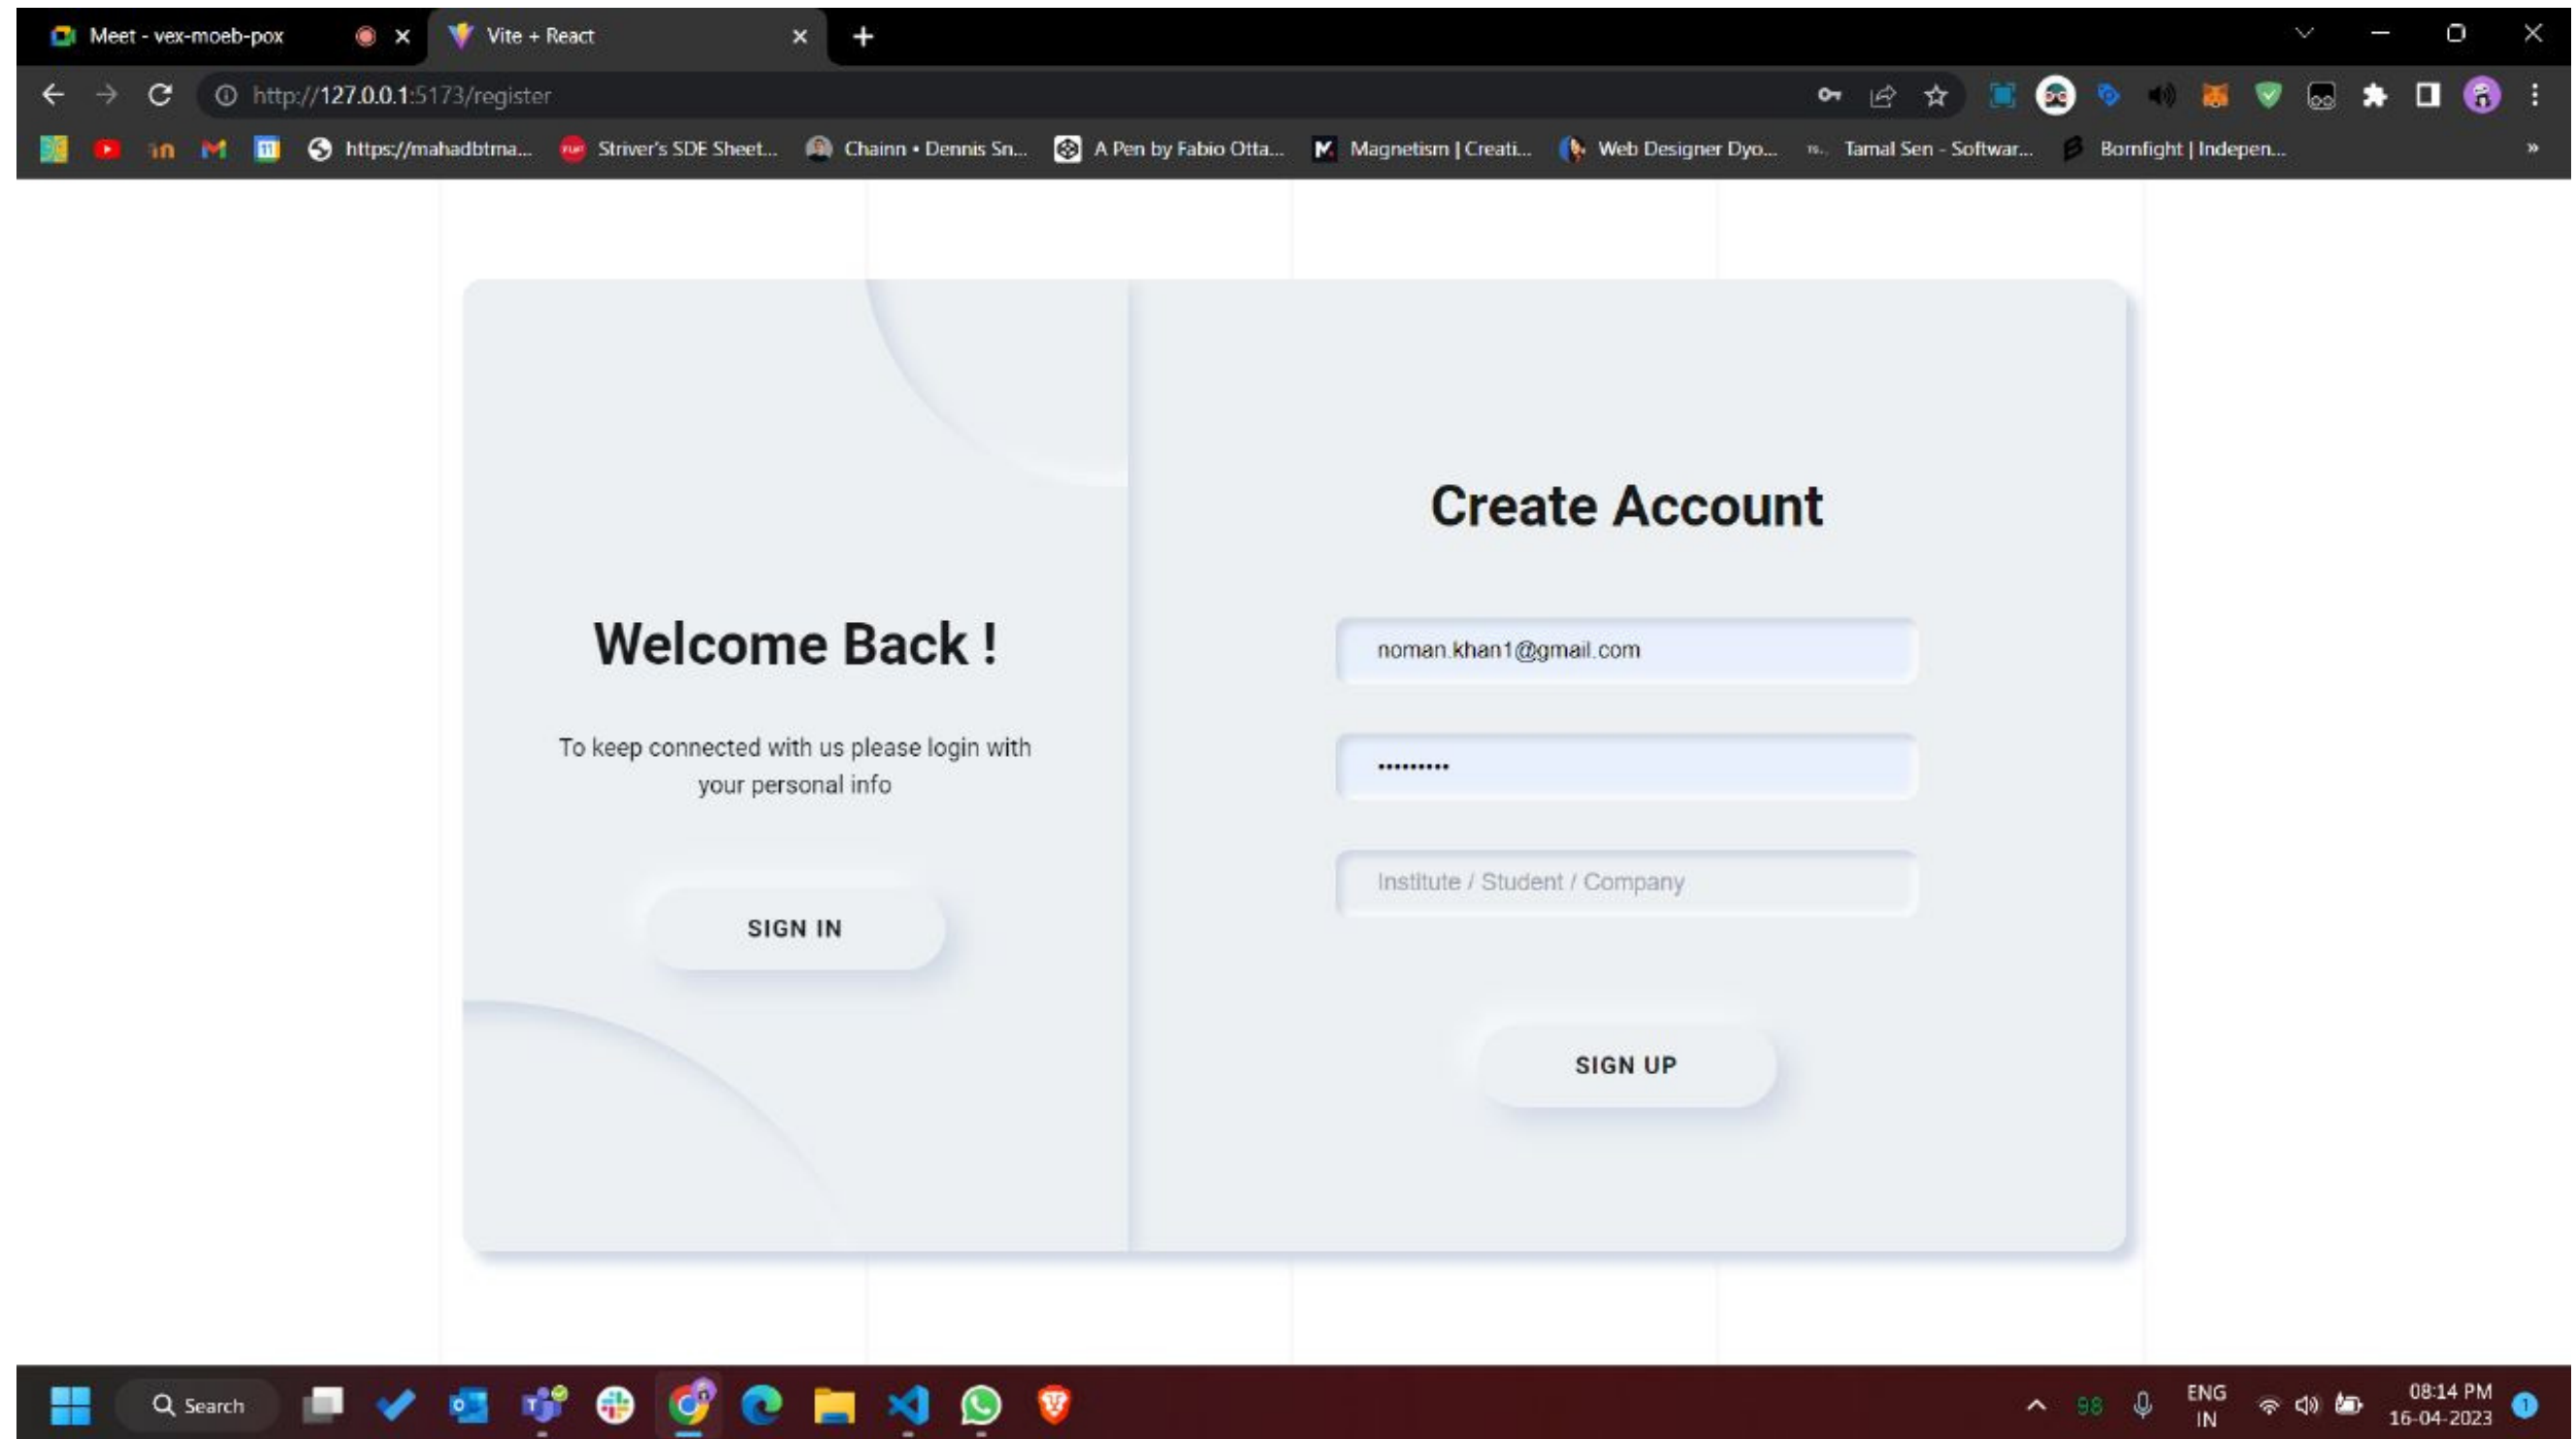 Meet - vex-moeb-pox
Vite + React
http://127.0.0.1:5173/register
https://mahadbtma...
Striver's SDE Sheet...
Chainn • Dennis Sn...
A Pen by Fabio Otta...
Magnetism | Creati...
Web Designer Dyo...
Tamal Sen - Softwar...
Bornfight | Indepen...
Welcome Back !
To keep connected with us please login with
your personal info
SIGN IN
Create Account
noman.khan1@gmail.com
•••••••••
Institute / Student / Company
SIGN UP
Search
98
ENG
IN
08:14 PM
16-04-2023
1